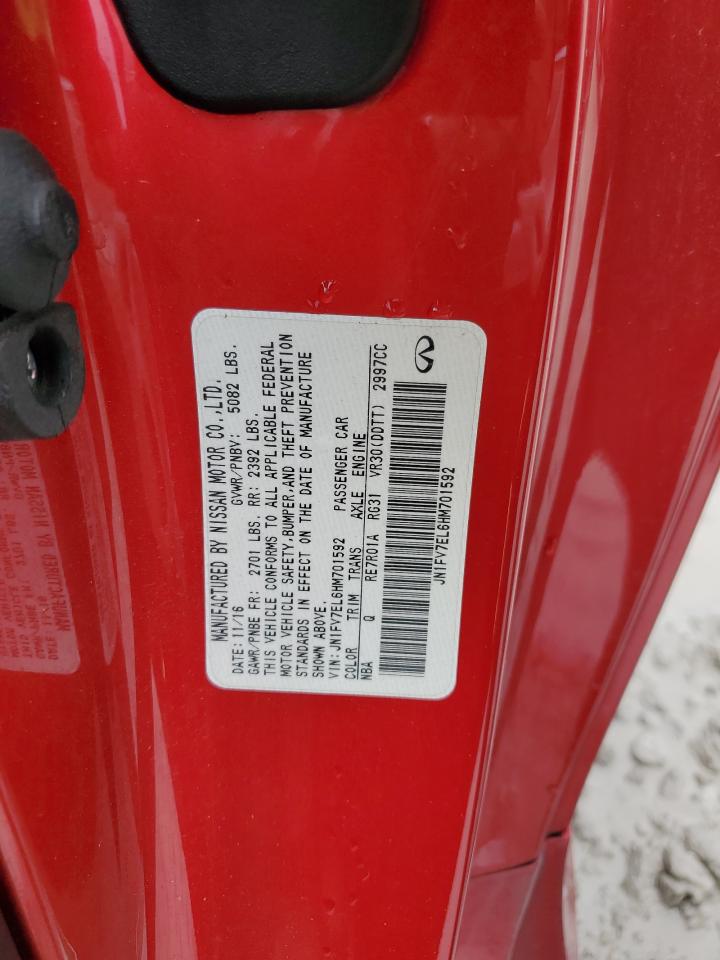 MANUFACTURED BY NISSAN MOTOR CO.,LTD.
DATE: 11/16 GVWR/PNBV: 5082 LBS.
GAWR/PNBE FR: 2701 LBS. RR: 2392 LBS.
THIS VEHICLE CONFORMS TO ALL APPLICABLE FEDERAL
MOTOR VEHICLE SAFETY,BUMPER,AND THEFT PREVENTION
STANDARDS IN EFFECT ON THE DATE OF MANUFACTURE
SHOWN ABOVE.
VIN:JN1FV7EL6HM701592 PASSENGER CAR
COLOR TRIM TRANS AXLE ENGINE
NBA Q RE7R01A RG31 VR30(DDTT) 2997CC
JN1FV7EL6HM701592